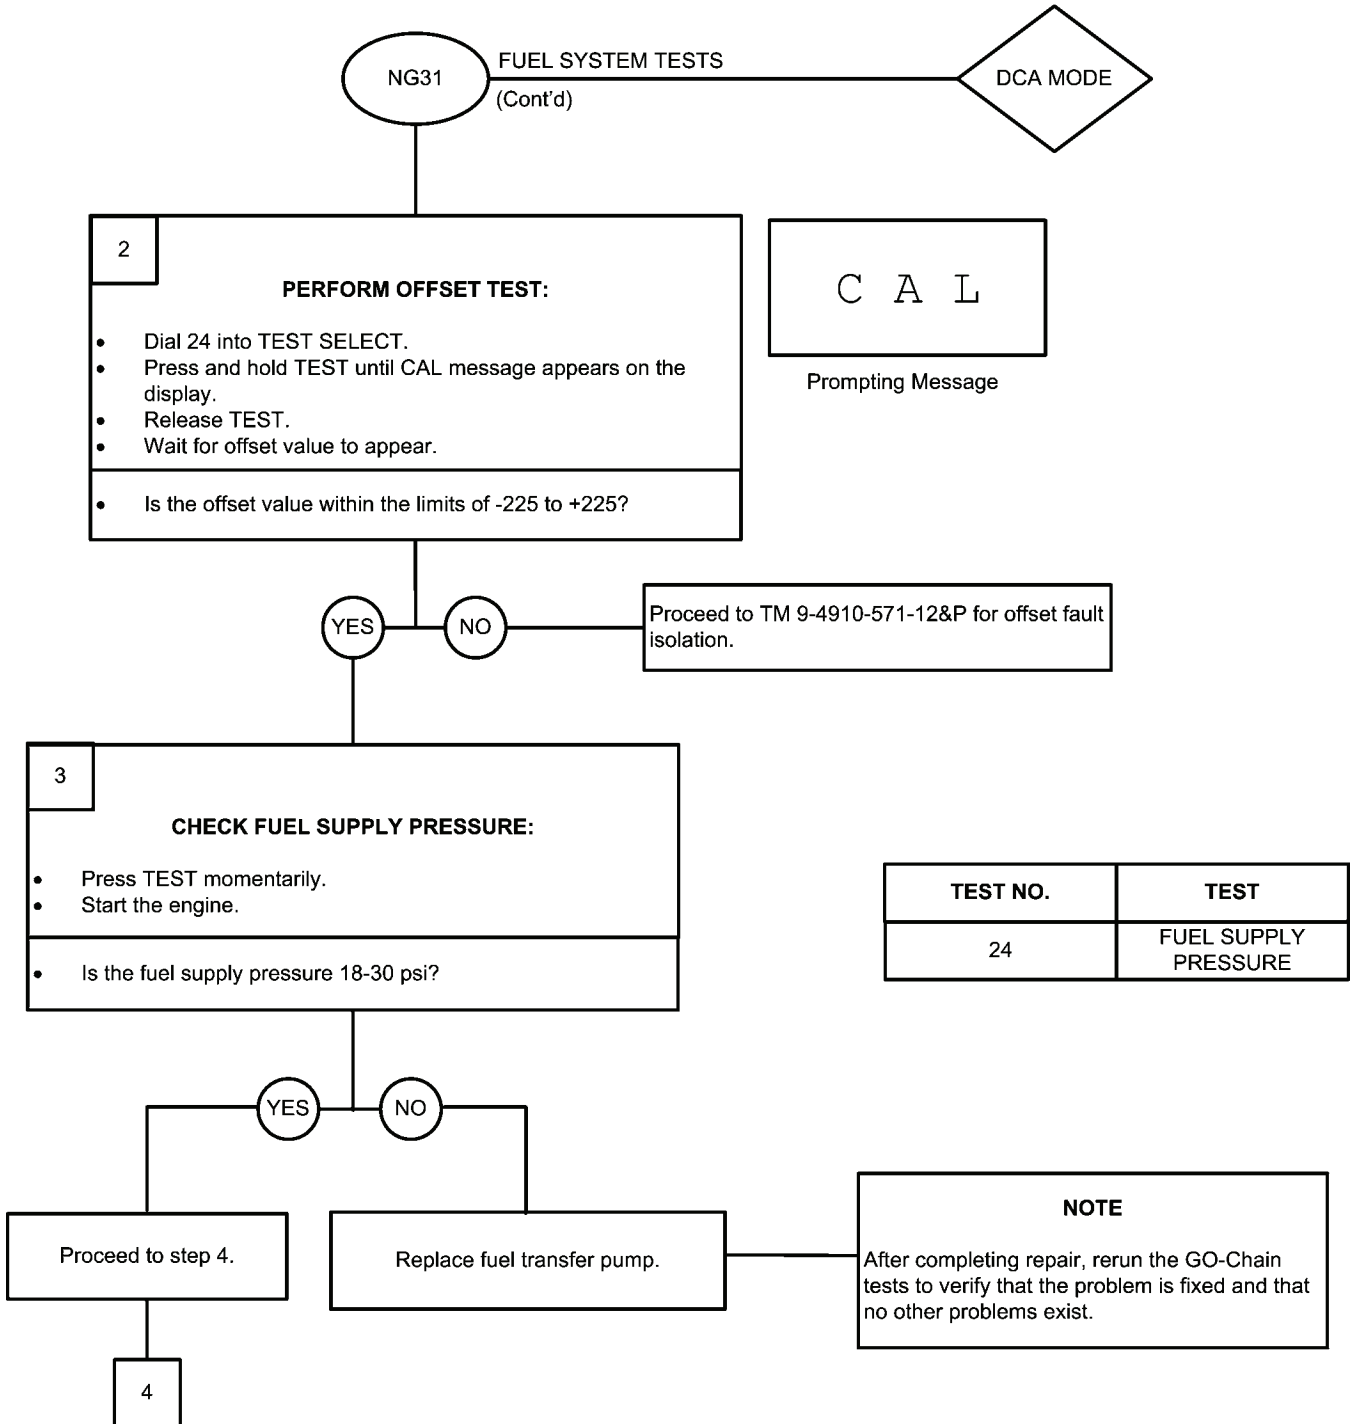 NG31
FUEL SYSTEM TESTS
(Cont'd)
DCA MODE
2
PERFORM OFFSET TEST:
• Dial 24 into TEST SELECT.
• Press and hold TEST until CAL message appears on the
display.
• Release TEST.
• Wait for offset value to appear.
• Is the offset value within the limits of -225 to +225?
C A L
Prompting Message
YES
NO
Proceed to TM 9-4910-571-12&P for offset fault
isolation.
3
CHECK FUEL SUPPLY PRESSURE:
• Press TEST momentarily.
• Start the engine.
• Is the fuel supply pressure 18-30 psi?
TEST NO.
TEST
24
FUEL SUPPLY
PRESSURE
YES
NO
Proceed to step 4.
Replace fuel transfer pump.
NOTE
After completing repair, rerun the GO-Chain
tests to verify that the problem is fixed and that
no other problems exist.
4